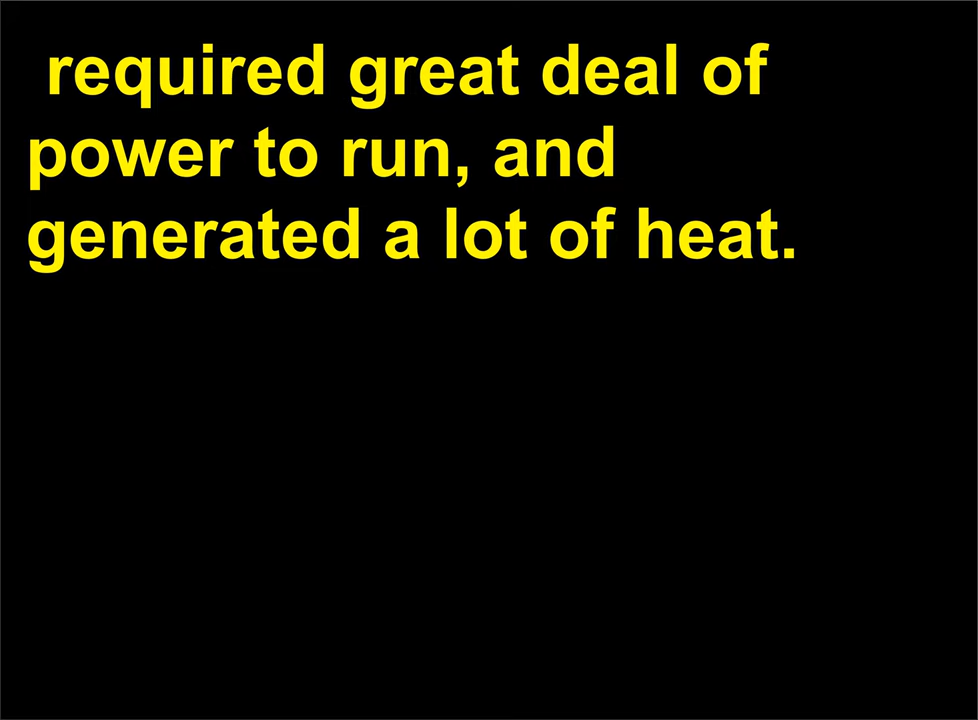 required great deal of
power to run, and
generated a lot of heat.